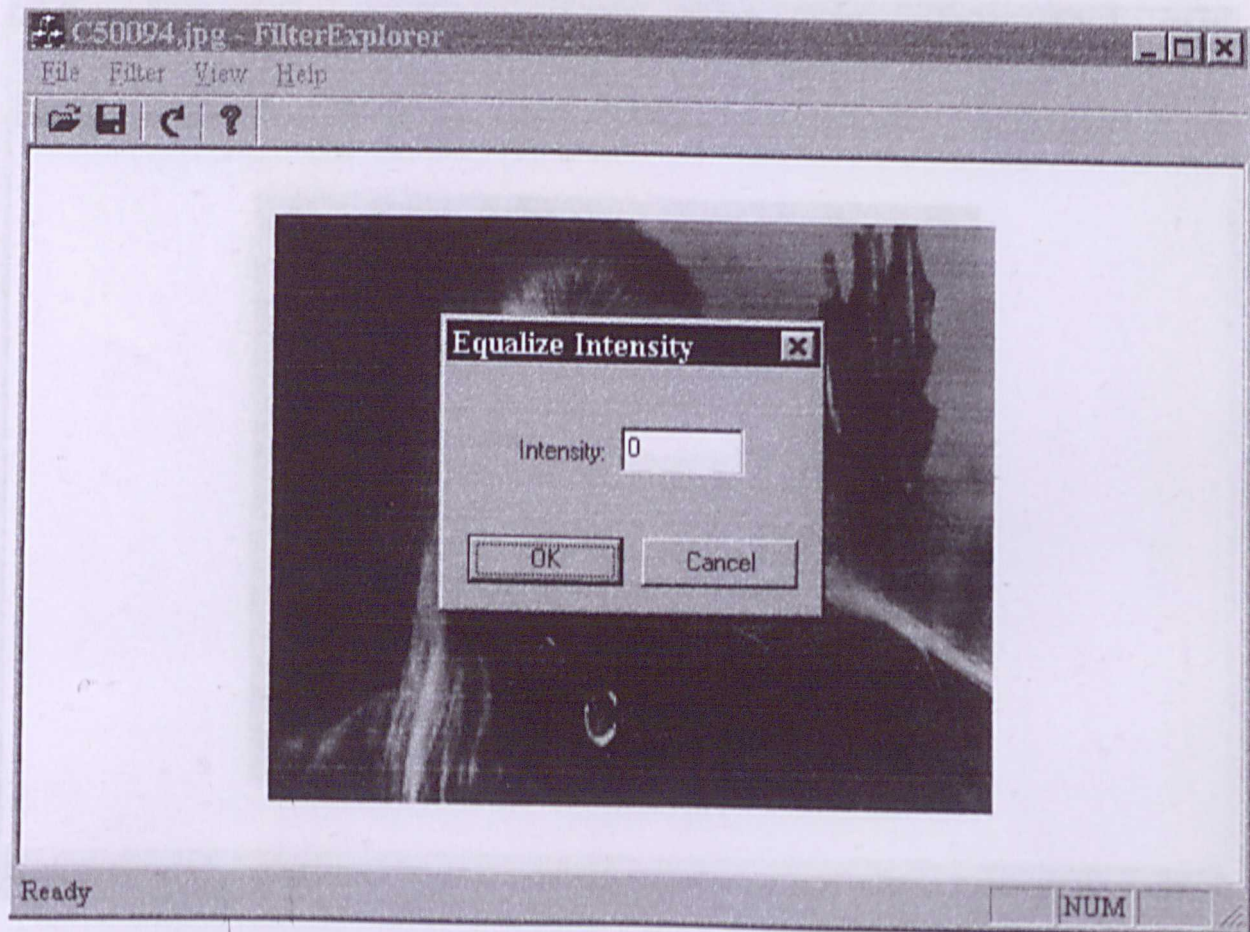 C50094.jpg - FilterExplorer
File Filter View Help
Equalize Intensity
Intensity: 0
OK Cancel
Ready NUM